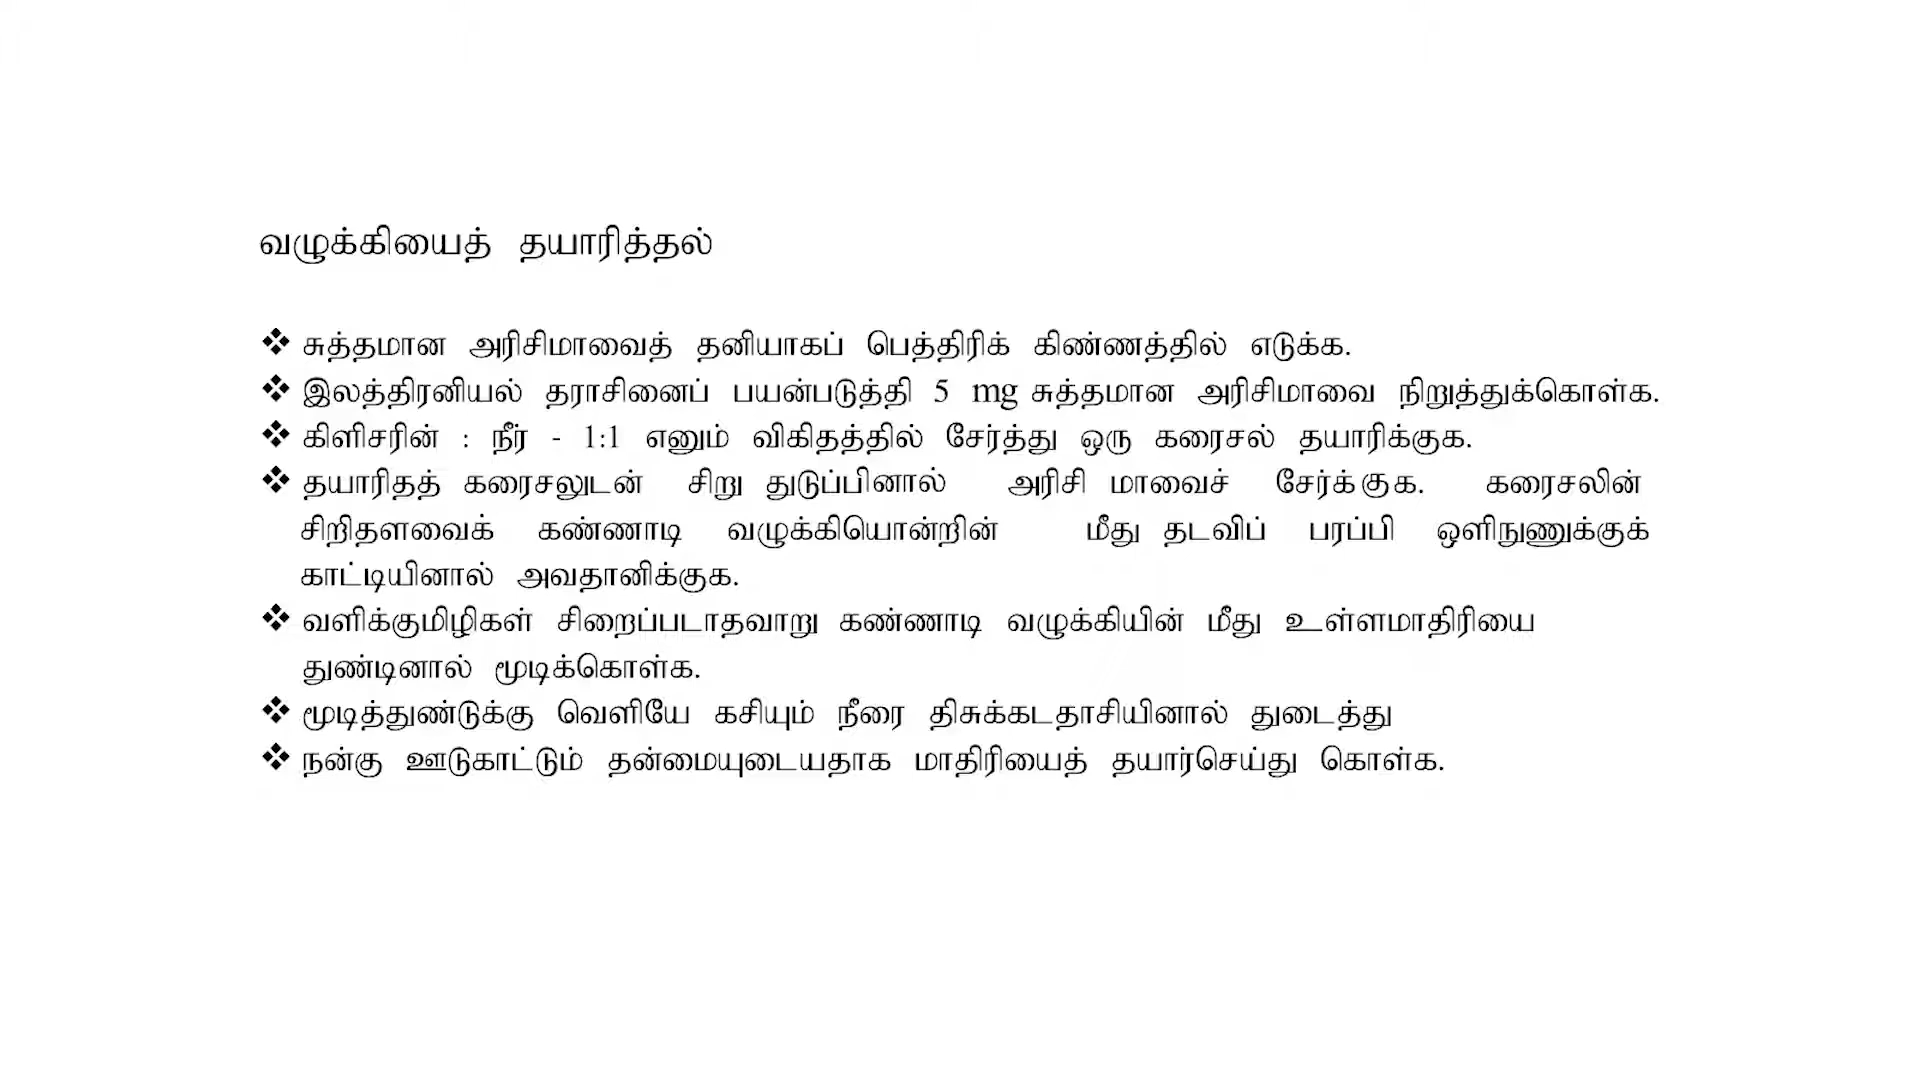 வழுக்கியைத் தயாரித்தல்
❖ சுத்தமான அரிசிமாவைத் தனியாகப் பெத்திரிக் கிண்ணத்தில் எடுக்க.
❖ இலத்திரனியல் தராசினைப் பயன்படுத்தி 5 mg சுத்தமான அரிசிமாவை நிறுத்துக்கொள்க.
❖ கிளிசரின் : நீர் - 1:1 எனும் விகிதத்தில் சேர்த்து ஒரு கரைசல் தயாரிக்குக.
❖ தயாரிதத் கரைசலுடன் சிறு துடுப்பினால் அரிசி மாவைச் சேர்க்குக. கரைசலின்
சிறிதளவைக் கண்ணாடி வழுக்கியொன்றின் மீது தடவிப் பரப்பி ஒளிநுணுக்குக்
காட்டியினால் அவதானிக்குக.
❖ வளிக்குமிழிகள் சிறைப்படாதவாறு கண்ணாடி வழுக்கியின் மீது உள்ளமாதிரியை
துண்டினால் மூடிக்கொள்க.
❖ மூடித்துண்டுக்கு வெளியே கசியும் நீரை திசுக்கடதாசியினால் துடைத்து
❖ நன்கு ஊடுகாட்டும் தன்மையுடையதாக மாதிரியைத் தயார்செய்து கொள்க.